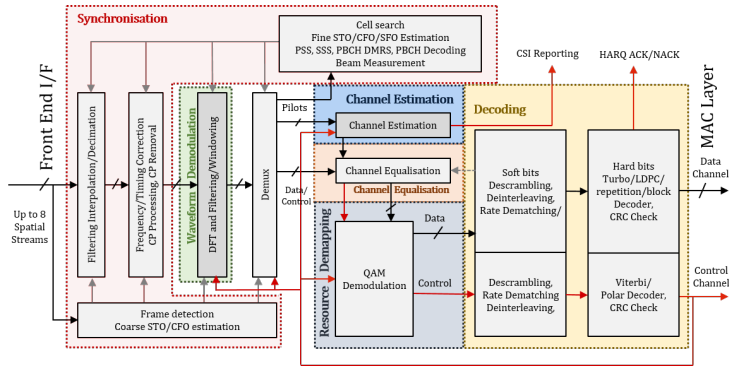 Synchronisation
Cell search
Fine STO/CFO/SFO Estimation
PSS, SSS, PBCH DMRS, PBCH Decoding
Beam Measurement
CSI Reporting
HARQ ACK/NACK
Front End I/F
Up to 8
Spatial
Streams
Filtering Interpolation/Decimation
Frequency/Timing Correction
CP Processing, CP Removal
Waveform Demodulation
DFT and Filtering/Windowing
Demux
Pilots
Data/
Control
Channel Estimation
Channel Estimation
Channel Equalisation
Channel Equalisation
Resource Demapping
QAM
Demodulation
Data
Control
Decoding
Soft bits
Descrambling,
Deinterleaving,
Rate Dematching/
Descrambling,
Rate Dematching
Deinterleaving,
Hard bits
Turbo/LDPC/
repetition/block
Decoder,
CRC Check
Viterbi/
Polar Decoder,
CRC Check
MAC Layer
Data
Channel
Control
Channel
Frame detection
Coarse STO/CFO estimation